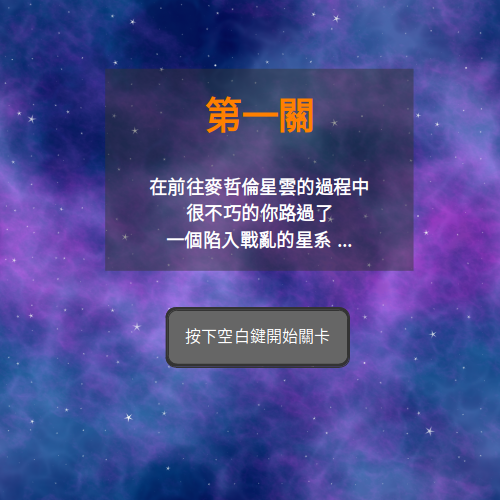 第一關
在前往麥哲倫星雲的過程中
很不巧的你路過了
一個陷入戰亂的星系 ...
按下空白鍵開始關卡